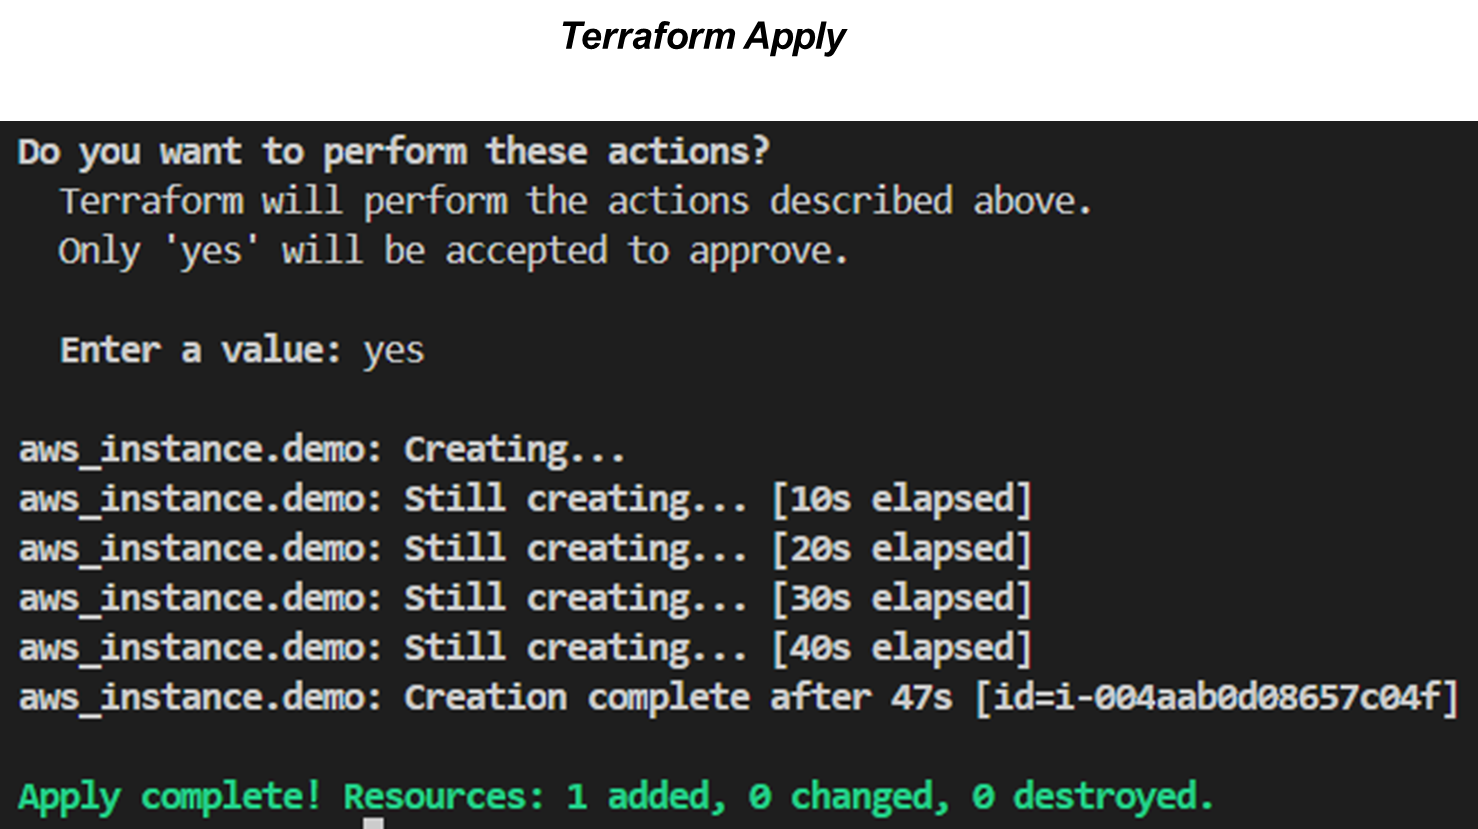 Terraform Apply
Do you want to perform these actions?
Terraform will perform the actions described above.
Only 'yes' will be accepted to approve.
Enter a value: yes
aws_instance.demo: Creating...
aws_instance.demo: Still creating... [10s elapsed]
aws_instance.demo: Still creating... [20s elapsed]
aws_instance.demo: Still creating... [30s elapsed]
aws_instance.demo: Still creating... [40s elapsed]
aws_instance.demo: Creation complete after 47s [id=i-004aab0d08657c04f]
Apply complete! Resources: 1 added, 0 changed, 0 destroyed.